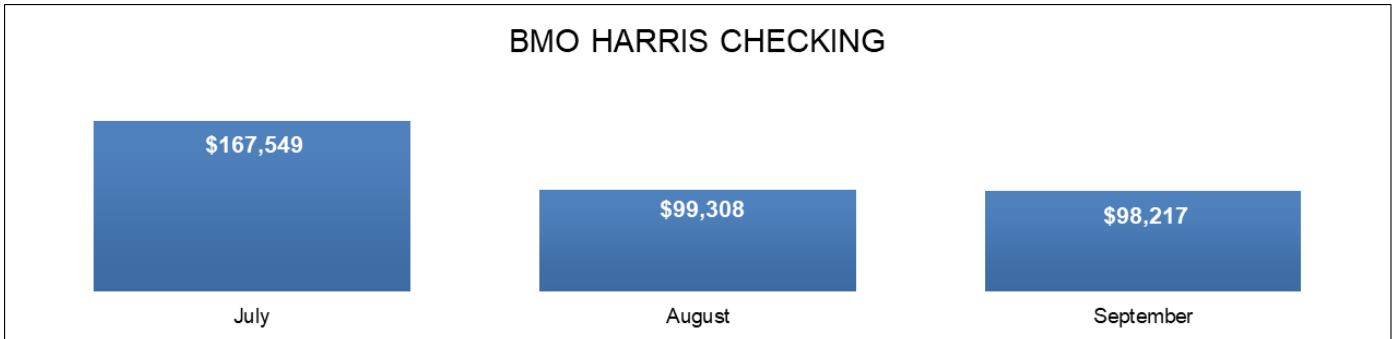 BMO HARRIS CHECKING
$167,549
$99,308
$98,217
July
August
September